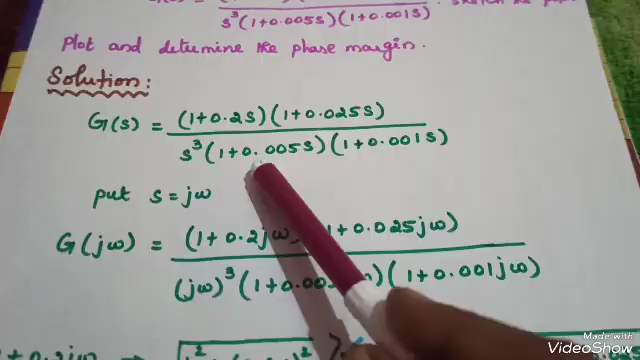 s³(1+0.005s)(1+0.001s) . Sketch the
Plot and determine the phase margin.
Solution:
G(s) = (1+0.2s)(1+0.025s)
s³(1+0.005s)(1+0.001s)
put s = jω
G(jω) = (1+0.2jω) 1+0.025jω)
(jω)³(1+0.00 )(1+0.001jω)
Made With
VideoShow